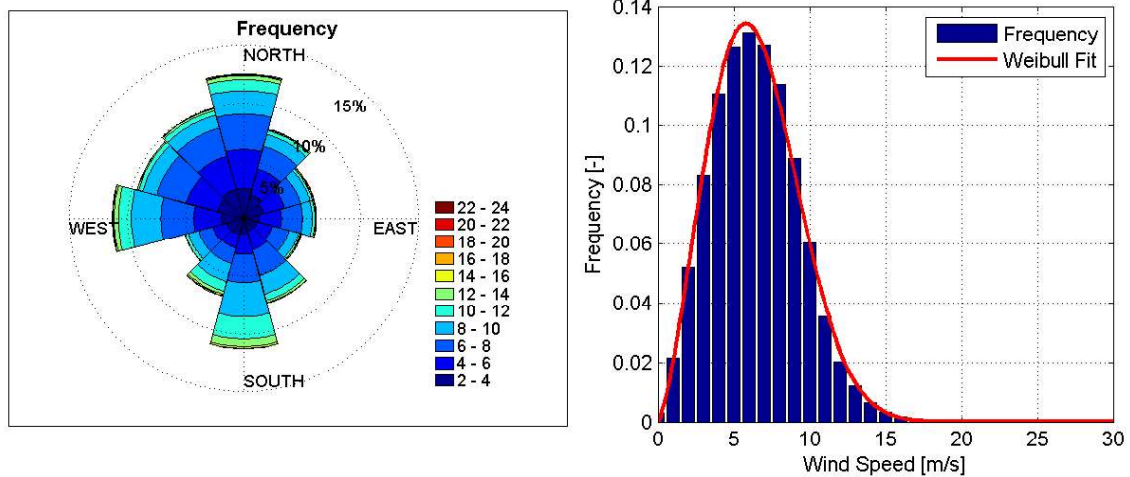 Frequency
NORTH
15%
10%
5%
WEST
EAST
SOUTH
22 - 24
20 - 22
18 - 20
16 - 18
14 - 16
12 - 14
10 - 12
8 - 10
6 - 8
4 - 6
2 - 4
0.14
0.12
0.1
0.08
0.06
0.04
0.02
0
Frequency [-]
Frequency
Weibull Fit
0 5 10 15 20 25 30
Wind Speed [m/s]